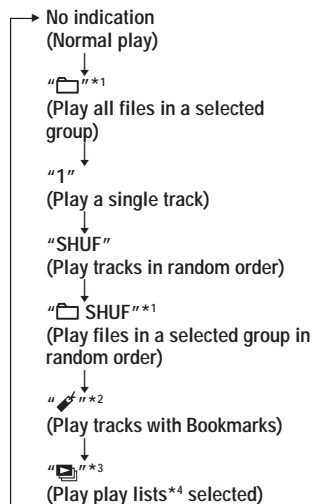 No indication
(Normal play)
“ ”*1
(Play all files in a selected
group)
“1”
(Play a single track)
“SHUF”
(Play tracks in random order)
“ SHUF”*1
(Play files in a selected group in
random order)
“ ”*2
(Play tracks with Bookmarks)
“ ”*3
(Play play lists*4 selected)